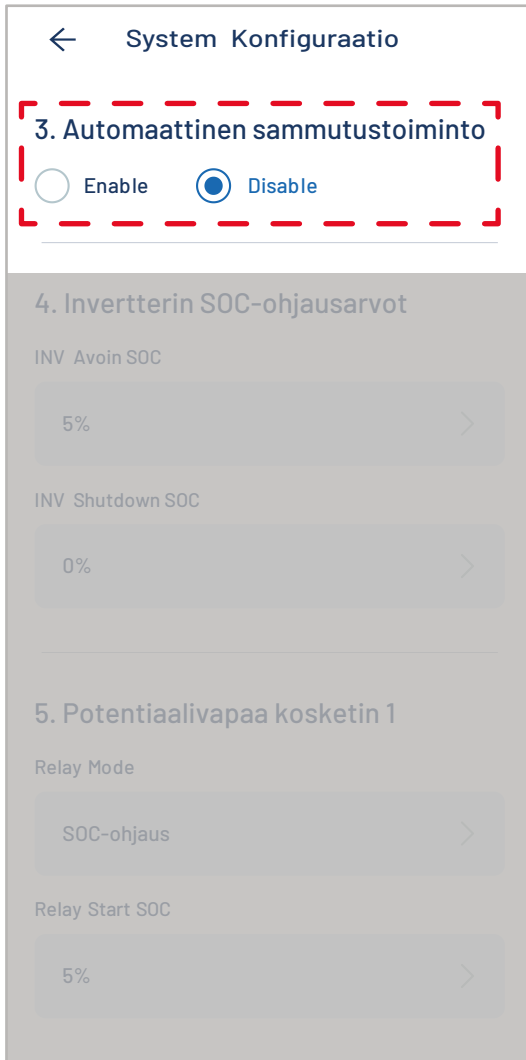 System Konfiguraatio
3. Automaattinen sammutustoiminto
Enable Disable
4. Invertterin SOC-ohjausarvot
INV Avoin SOC
5%
INV Shutdown SOC
0%
5. Potentiaalivapaa kosketin 1
Relay Mode
SOC-ohjaus
Relay Start SOC
5%